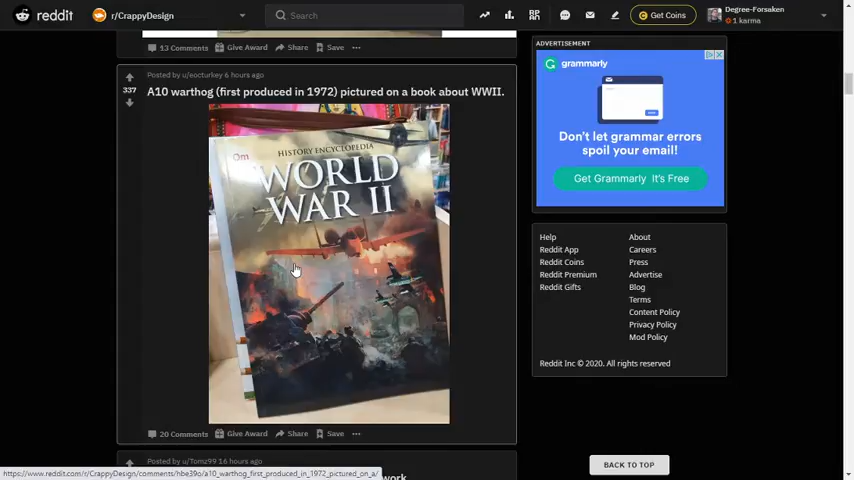 reddit
r/CrappyDesign
Search
Get Coins
Degree-Forsaken
1 karma
13 Comments
Give Award
Share
Save
Posted by u/eocturkey 6 hours ago
337
A10 warthog (first produced in 1972) pictured on a book about WWII.
Om
HISTORY ENCYCLOPEDIA
WORLD
WAR II
20 Comments
Give Award
Share
Save
Posted by u/Tomz99 16 hours ago
work
ADVERTISEMENT
grammarly
Don't let grammar errors
spoil your email!
Get Grammarly It's Free
Help
About
Reddit App
Careers
Reddit Coins
Press
Reddit Premium
Advertise
Reddit Gifts
Blog
Terms
Content Policy
Privacy Policy
Mod Policy
Reddit Inc © 2020. All rights reserved
BACK TO TOP
https://www.reddit.com/r/CrappyDesign/comments/hbe39o/a10_warthog_first_produced_in_1972_pictured_on_a/